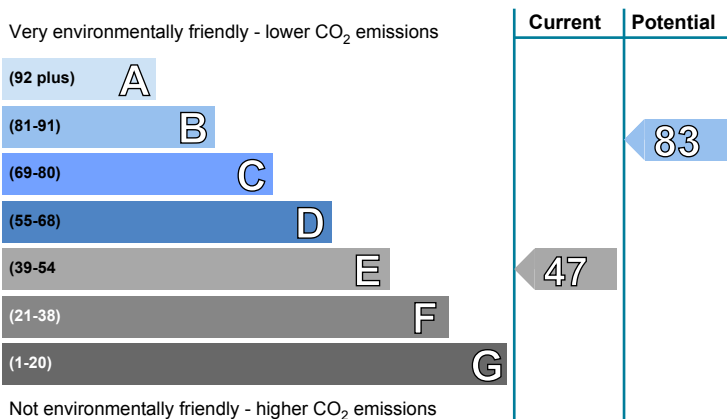 Very environmentally friendly - lower CO2 emissions
Current
Potential
(92 plus) A
(81-91) B
83
(69-80) C
(55-68) D
(39-54 E
47
(21-38) F
(1-20) G
Not environmentally friendly - higher CO2 emissions